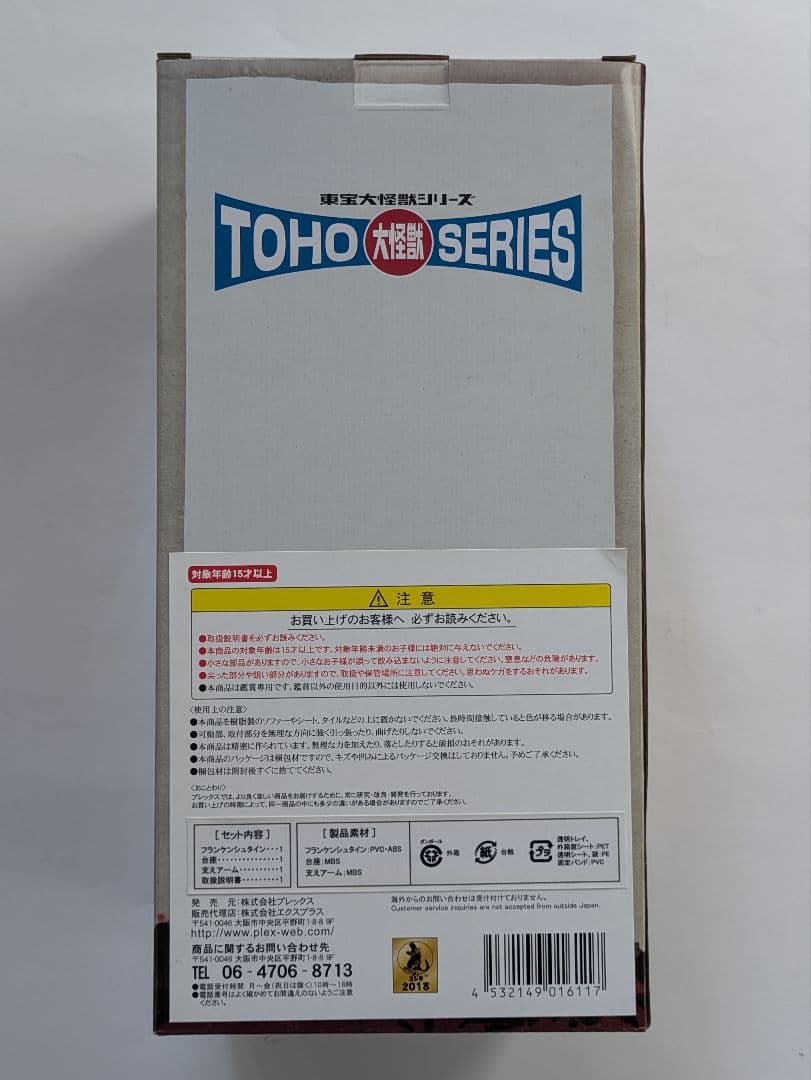 東宝大怪獣シリーズ
TOHO 大怪獣 SERIES
対象年齢15才以上
注意
お買い上げのお客様へ 必ずお読みください。
●取扱説明書を必ずお読みください。
●本商品の対象年齢は15才以上です。対象年齢未満のお子様には絶対に与えないでください。
●小さな部品がありますので、小さなお子様が誤って飲み込まないように注意してください。窒息などの危険があります。
●尖った部分や鋭い部分がありますので、取扱や保管場所に注意してください。思わぬケガをするおそれがあります。
●本商品は鑑賞専用です。鑑賞以外の使用目的以外には使用しないでください。
〈使用上の注意〉
●本商品を樹脂製のソファーやシート、タイルなどの上に置かないでください。長時間接触していると色が移る場合があります。
●可動部、取付部分を無理な方向に強く引っ張ったり、曲げたりしないでください。
●本商品は精密に作られています。無理な力を加えたり、落としたりすると破損のおそれがあります。
●本商品のパッケージは梱包材ですので、キズや凹みによるパッケージ交換はしておりません。予めご了承ください。
●梱包材は開封後すぐに捨ててください。
〈おことわり〉
プレックスでは、より良く楽しい商品をお届けするために、常に研究・改良・開発を行っております。
お買い上げの時期によって、同一商品の中にも多少の違いがある場合がありますのでご了承ください。
[セット内容]
フランケンシュタイン・・・1
台座・・・・・・・・・・・・・・・1
支えアーム・・・・・・・・・・1
取扱説明書・・・・・・・・・1
[製品素材]
フランケンシュタイン:PVC・ABS
台座:MBS
支えアーム:MBS
ダンボール
外箱
紙
台紙
プラ
透明トレイ、
外箱窓シート:PET
透明シート、袋:PE
固定バンド:PVC
発売元:株式会社プレックス
販売代理店:株式会社エクスプラス
〒541-0046 大阪市中央区平野町1-8-8 9F
http://www.plex-web.com/
商品に関するお問い合わせ先
〒541-0046 大阪市中央区平野町1-8-8 9F
TEL 06-4706-8713
●電話受付時間 月〜金(祝日は除く)10時〜18時
●電話番号はよく確かめてお間違えのないようご注意
ください。
海外からのお問い合わせは受け付けておりません。
Customer service inquiries are not accepted from outside Japan.
ゴジラ
2018
4 532149 016117